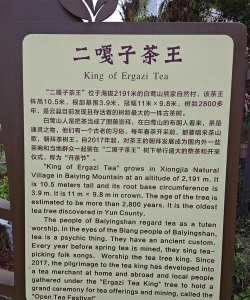 二嘎子茶王
King of Ergazi Tea
“二嘎子茶王”位于海拔2191米的白莺山熊家自然村，该茶王
株高10.5米，根部基围3.9米，冠幅11米×9.8米，树龄2800多
年，是云县目前发现且存活着的树龄最大的一株古茶树。
白莺山人是把茶当成了图腾崇拜，在白莺山的布朗人看来，茶是
通灵之物，他们有一个古老的习俗，每年春茶开采前，都要唱采茶山
歌，朝拜茶树王。自2017年起，对茶王的朝拜发展成为国内外一些
茶商和当地群众一起聚在“二嘎子茶王”树下举行盛大的祭茶和开采
仪式，称为“开茶节”。
"King of Ergazi Tea" grows in Xiongjia Natural
Village in Baiying Mountain at an altitude of 2,191 m. It
is 10.5 meters tall and its root base circumference is
3.9 m. It is 11 m × 9.8 m in crown. The age of the tree is
estimated to be more than 2,800 years. It is the oldest
tea tree discovered in Yun County.
The people of Baiyingshan regard tea as a tuten
worship. In the eyes of the Blang people of Baiyingshan,
tea is a psychic thing. They have an ancient custom.
Every year before spring tea is mined, they sing tea-
picking folk songs. Worship the tea tree king. Since
2017, the pilgrimage to the tea king has developed into
a tea merchant at home and abroad and local people
gathered under the "Ergazi Tea King" tree to hold a
grand ceremony for tea offerings and mining, called the
"Open Tea Festival"